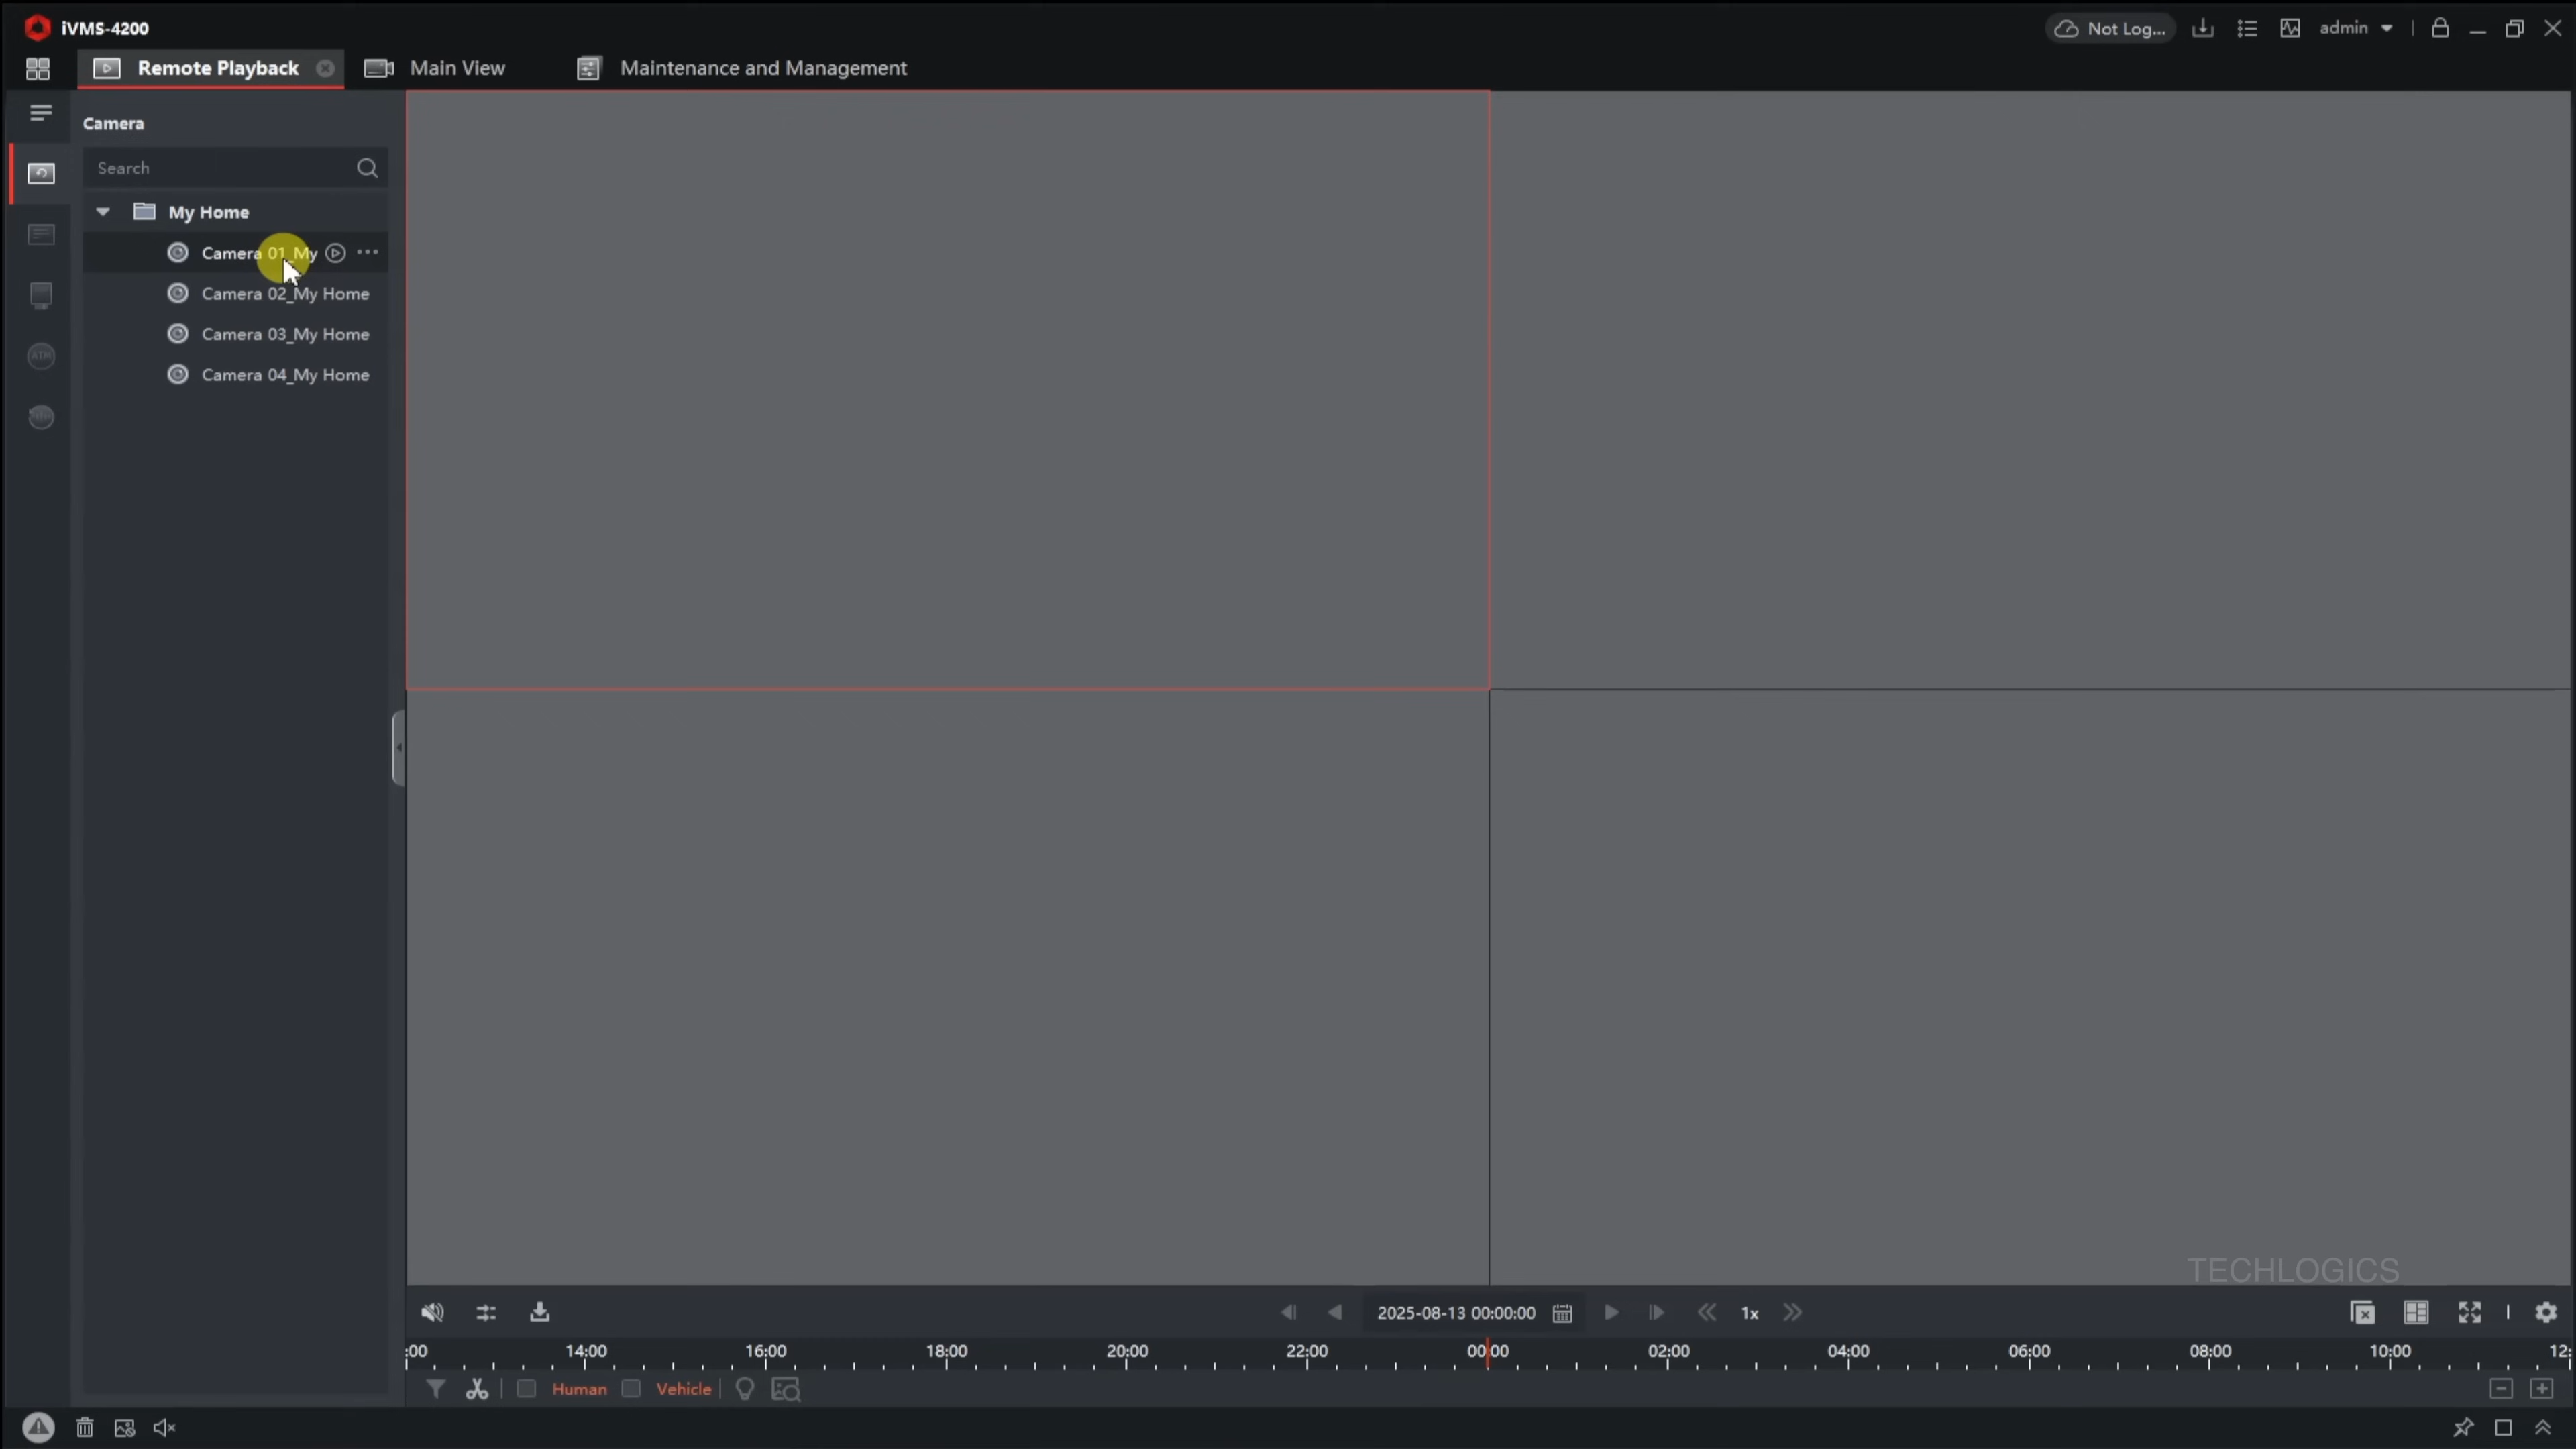 iVMS-4200
Not Log...
admin
Remote Playback
Main View
Maintenance and Management
Camera
Search
My Home
Camera 01_My
Camera 02_My Home
Camera 03_My Home
Camera 04_My Home
ATM
TECHLOGICS
2025-08-13 00:00:00
1x
:00 14:00 16:00 18:00 20:00 22:00 00:00 02:00 04:00 06:00 08:00 10:00 12:
Human
Vehicle